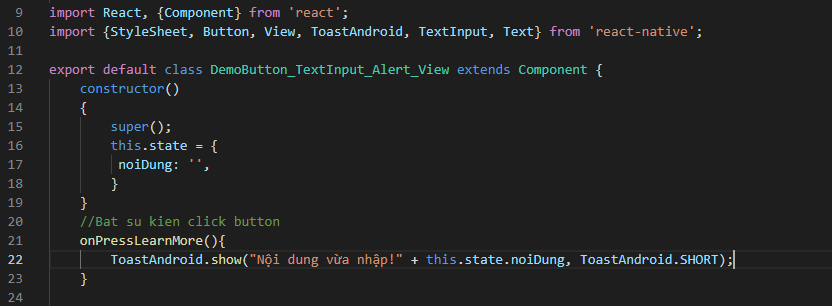 9 import React, {Component} from 'react';
10 import {StyleSheet, Button, View, ToastAndroid, TextInput, Text} from 'react-native';
11
12 export default class DemoButton_TextInput_Alert_View extends Component {
13     constructor()
14     {
15         super();
16         this.state = {
17          noiDung: '',
18         }
19     }
20     //Bat su kien click button
21     onPressLearnMore(){
22         ToastAndroid.show("Nội dung vừa nhập!" + this.state.noiDung, ToastAndroid.SHORT);
23     }
24